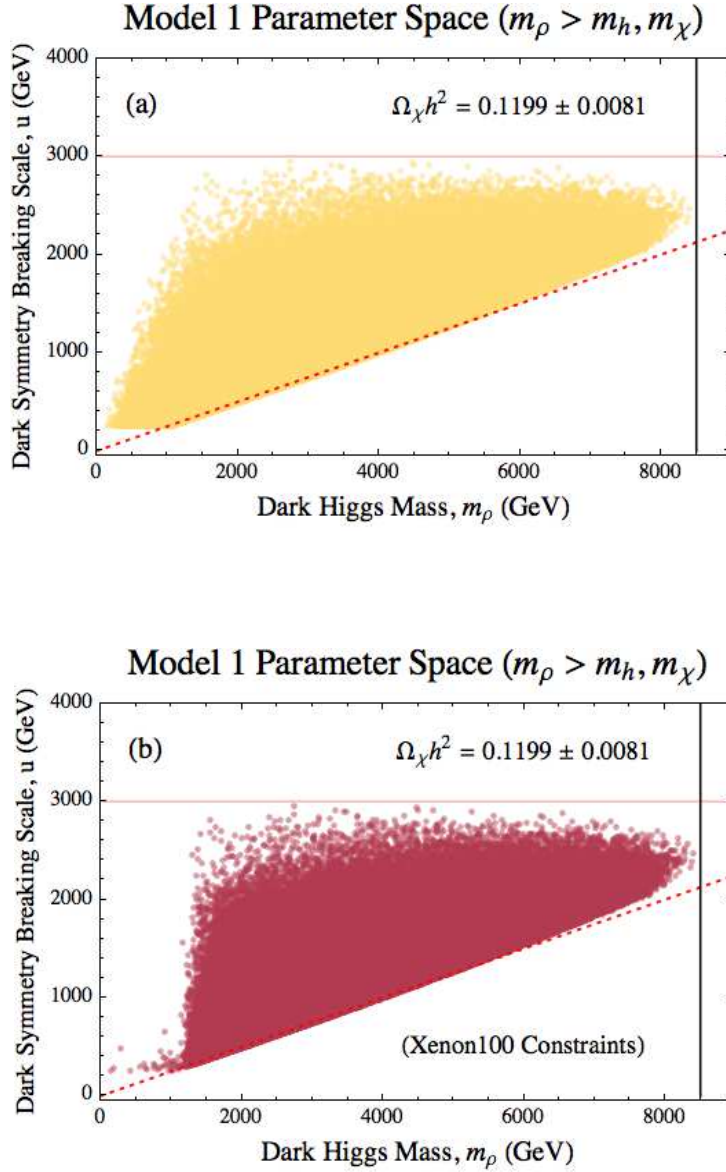 Model 1 Parameter Space (mρ > mh, mχ)
Dark Symmetry Breaking Scale, u (GeV)
4000
3000
2000
1000
0
(a)
Ωχh² = 0.1199 ± 0.0081
0
2000
4000
6000
8000
Dark Higgs Mass, mρ (GeV)
Model 1 Parameter Space (mρ > mh, mχ)
Dark Symmetry Breaking Scale, u (GeV)
4000
3000
2000
1000
0
(b)
Ωχh² = 0.1199 ± 0.0081
(Xenon100 Constraints)
0
2000
4000
6000
8000
Dark Higgs Mass, mρ (GeV)